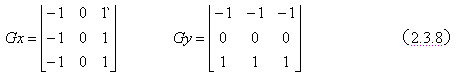 Gx = [ -1 0 1` ] Gy = [ -1 -1 -1 ]
[ -1 0 1 ] [ 0 0 0 ] （2.3.8）
[ -1 0 1 ] [ 1 1 1 ]